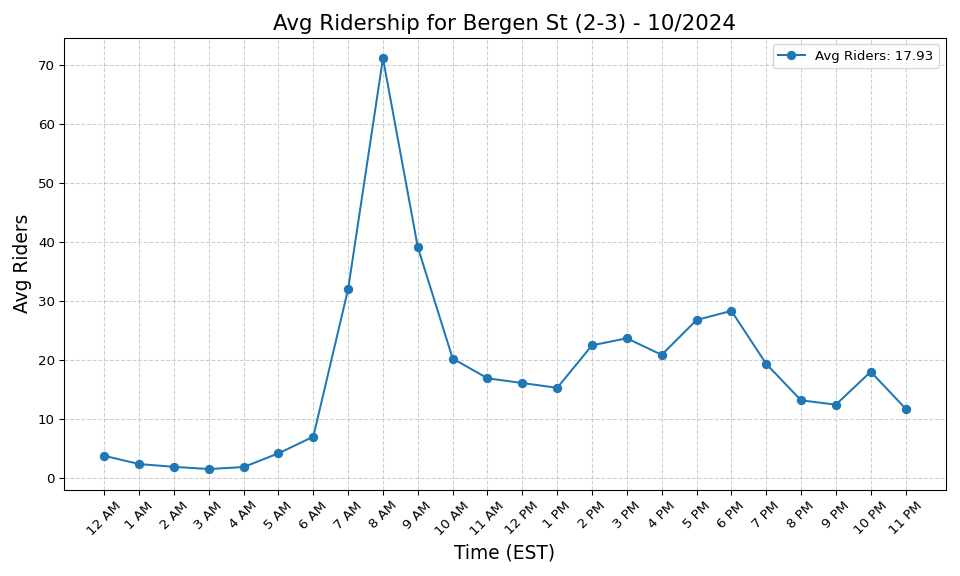 Avg Ridership for Bergen St (2-3) - 10/2024
Avg Riders: 17.93
Avg Riders
70
60
50
40
30
20
10
0
12 AM 1 AM 2 AM 3 AM 4 AM 5 AM 6 AM 7 AM 8 AM 9 AM 10 AM 11 AM 12 PM 1 PM 2 PM 3 PM 4 PM 5 PM 6 PM 7 PM 8 PM 9 PM 10 PM 11 PM
Time (EST)